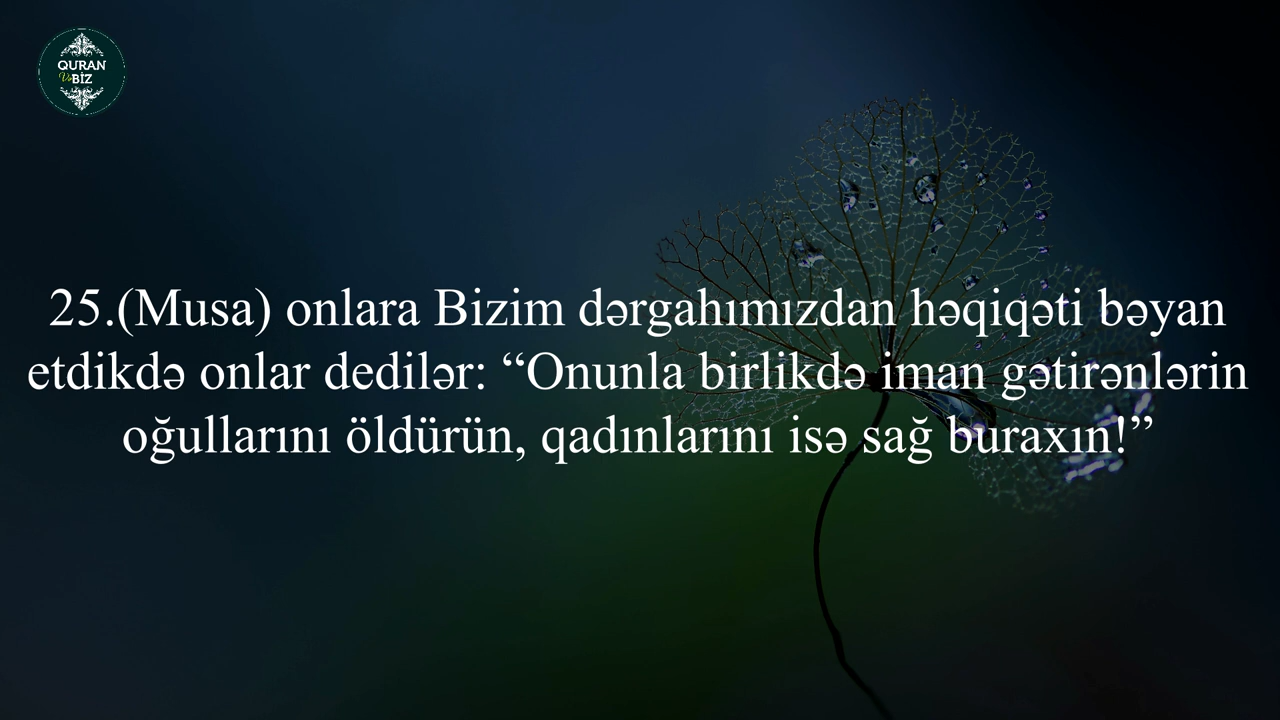 QURAN
Və BİZ
25.(Musa) onlara Bizim dərgahımızdan həqiqəti bəyan
etdikdə onlar dedilər: “Onunla birlikdə iman gətirənlərin
oğullarını öldürün, qadınlarını isə sağ buraxın!”